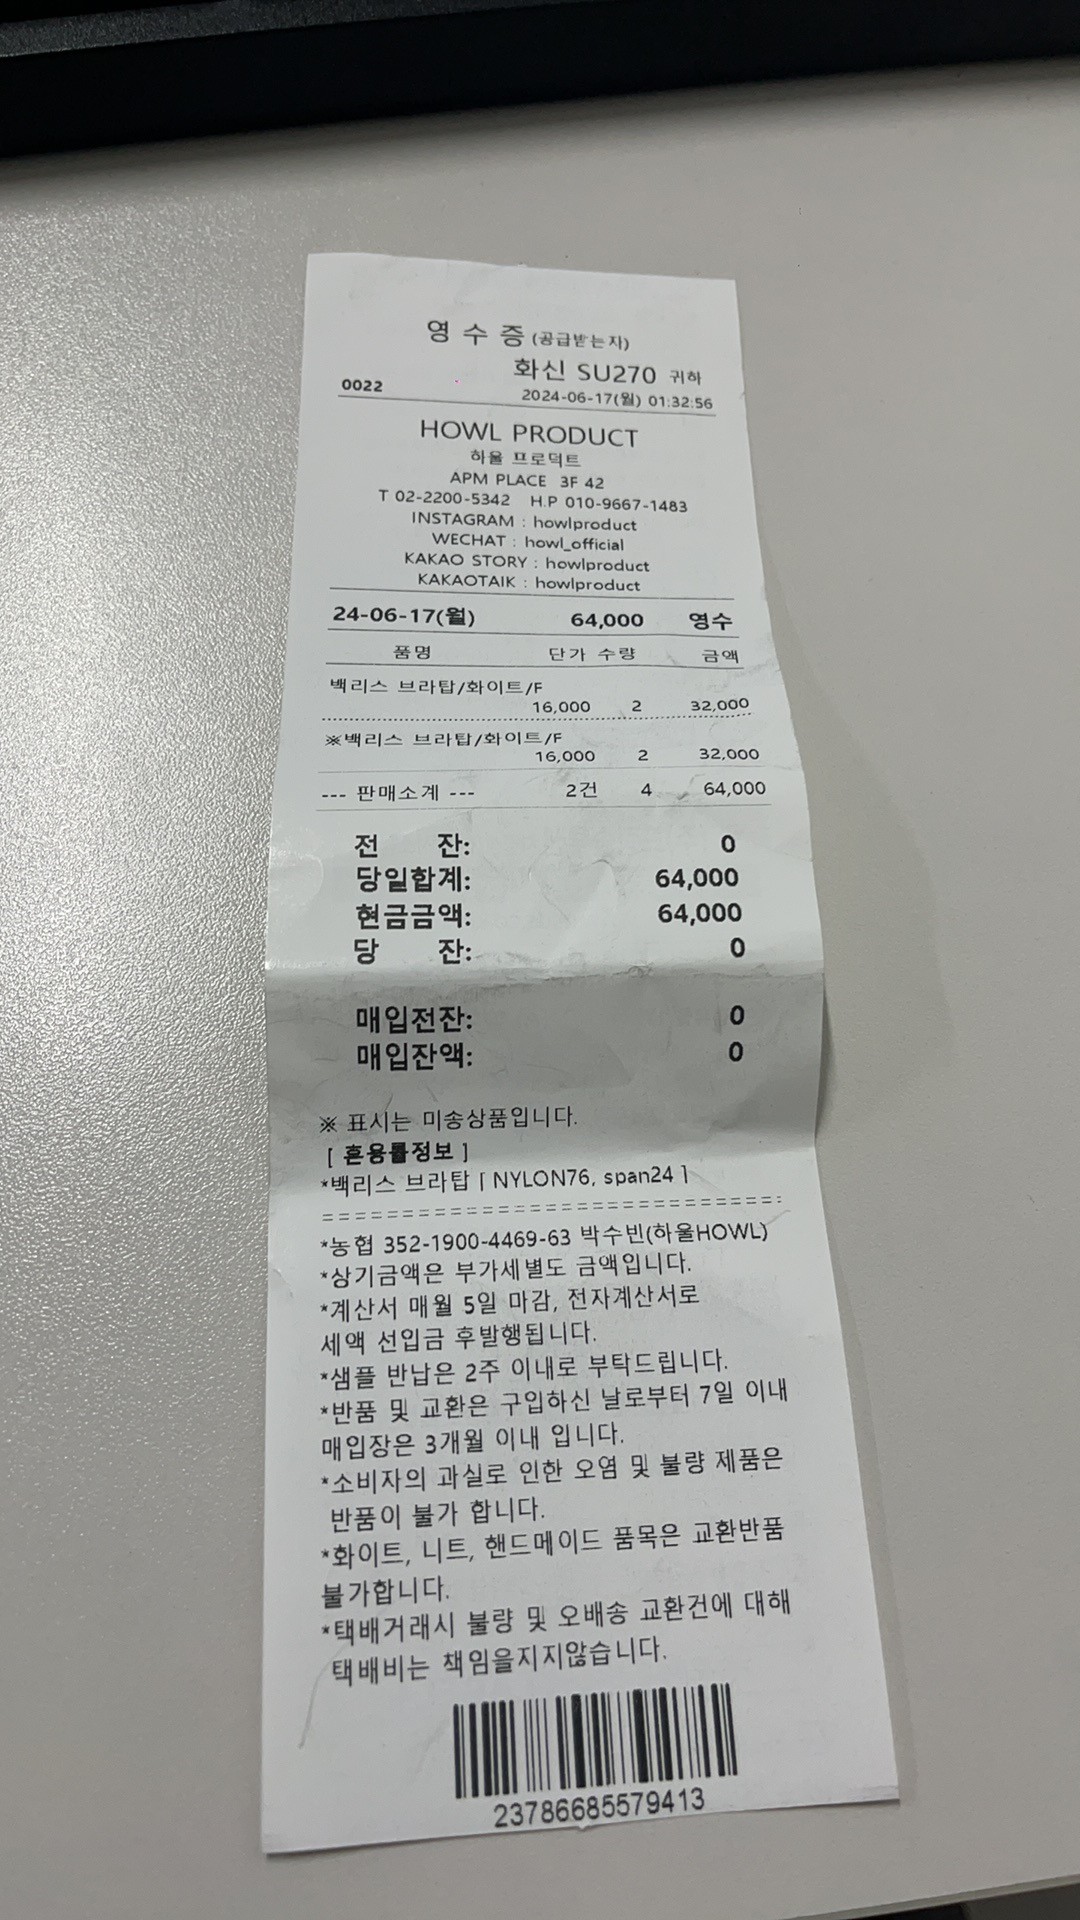 영 수 증 (공급받는자)
화신 SU270 귀하
0022 2024-06-17(월) 01:32:56
HOWL PRODUCT
하울 프로덕트
APM PLACE 3F 42
T 02-2200-5342 H.P 010-9667-1483
INSTAGRAM : howlproduct
WECHAT : howl_official
KAKAO STORY : howlproduct
KAKAOTAIK : howlproduct
24-06-17(월) 64,000 영수
품명 단가 수량 금액
백리스 브라탑/화이트/F
16,000 2 32,000
※백리스 브라탑/화이트/F
16,000 2 32,000
--- 판매소계 --- 2건 4 64,000
전 잔: 0
당일합계: 64,000
현금금액: 64,000
당 잔: 0
매입전잔: 0
매입잔액: 0
※ 표시는 미송상품입니다.
[ 혼용률정보 ]
*백리스 브라탑 [ NYLON76, span24 ]
*농협 352-1900-4469-63 박수빈(하울HOWL)
*상기금액은 부가세별도 금액입니다.
*계산서 매월 5일 마감, 전자계산서로
세액 선입금 후발행됩니다.
*샘플 반납은 2주 이내로 부탁드립니다.
*반품 및 교환은 구입하신 날로부터 7일 이내
매입장은 3개월 이내 입니다.
*소비자의 과실로 인한 오염 및 불량 제품은
반품이 불가 합니다.
*화이트, 니트, 핸드메이드 품목은 교환반품
불가합니다.
*택배거래시 불량 및 오배송 교환건에 대해
택배비는 책임을지지않습니다.
23786685579413